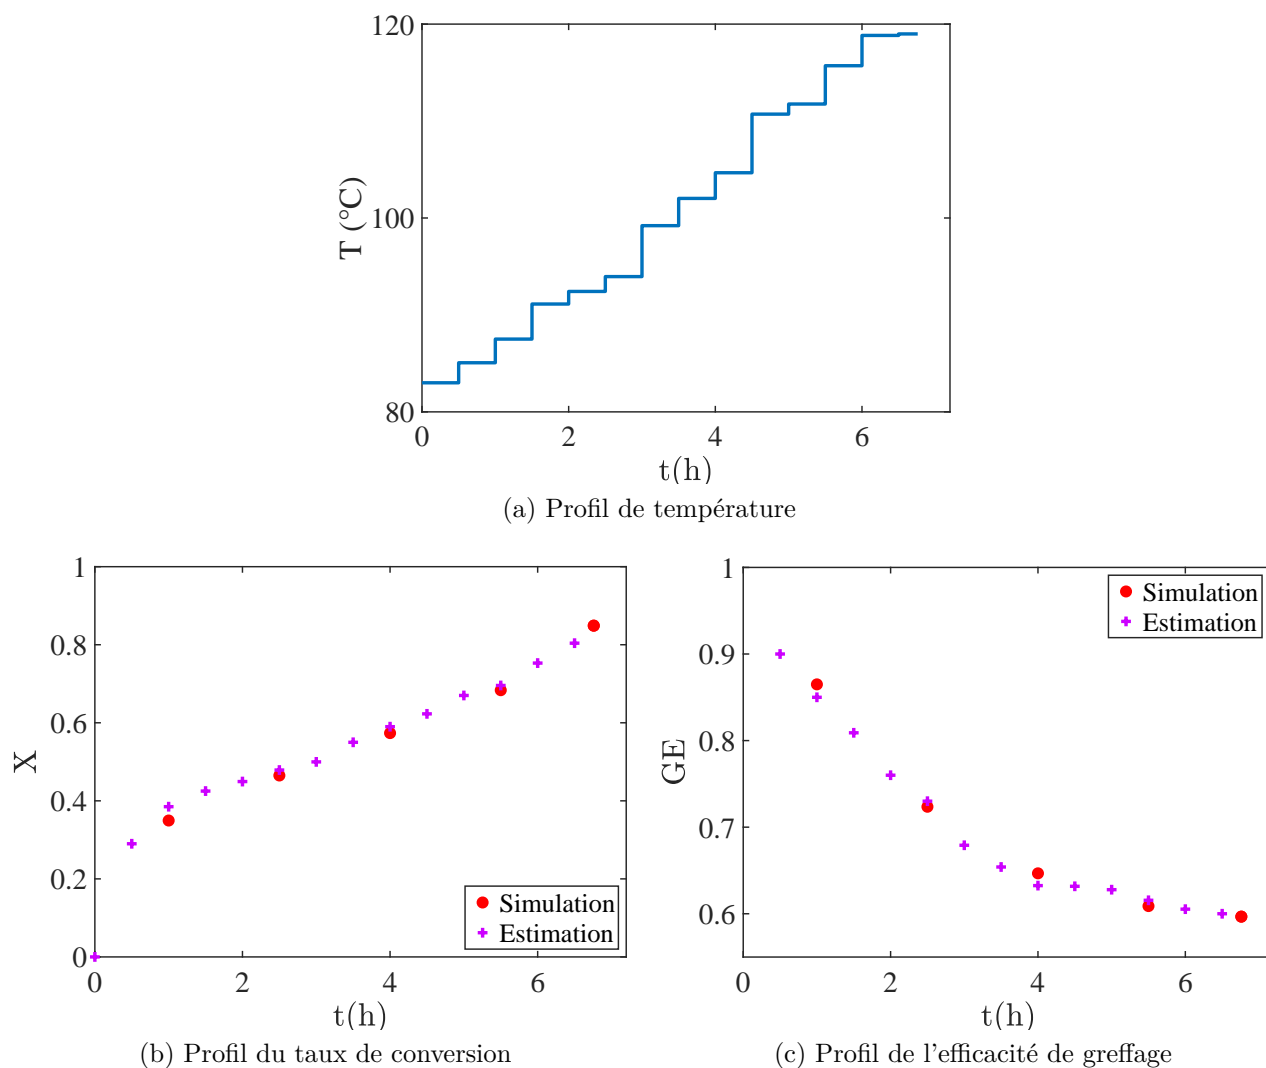 120
100
80
T (°C)
0 2 4 6
t(h)
(a) Profil de température
1
0.8
0.6
0.4
0.2
0
X
Simulation
Estimation
0 2 4 6
t(h)
(b) Profil du taux de conversion
1
0.9
0.8
0.7
0.6
GE
Simulation
Estimation
0 2 4 6
t(h)
(c) Profil de l'efficacité de greffage